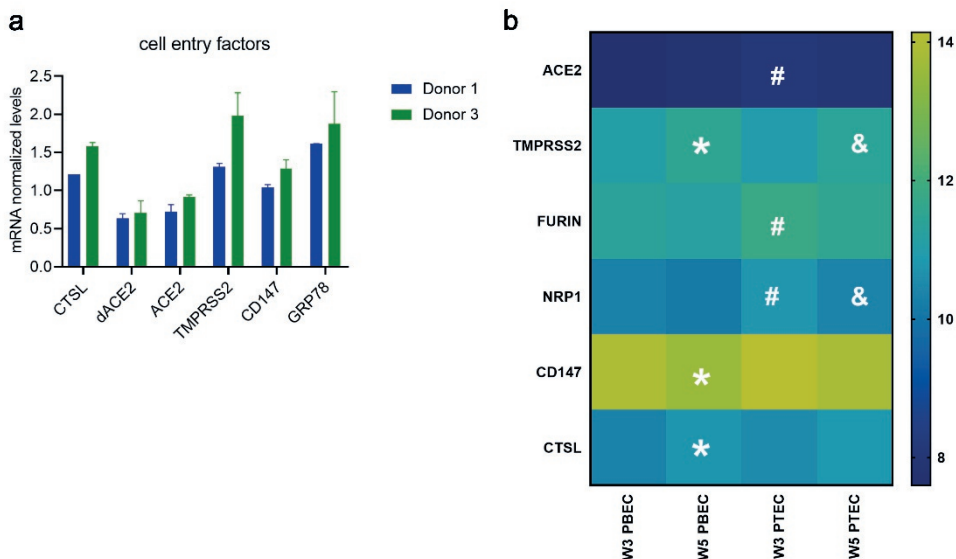 a
cell entry factors
2.5
2.0
1.5
1.0
0.5
0.0
mRNA normalized levels
CTSL
dACE2
ACE2
TMPRSS2
CD147
GRP78
Donor 1
Donor 3
b
ACE2
TMPRSS2
FURIN
NRP1
CD147
CTSL
#
*
&
#
#
&
*
*
W3 PBEC
W5 PBEC
W3 PTEC
W5 PTEC
14
12
10
8